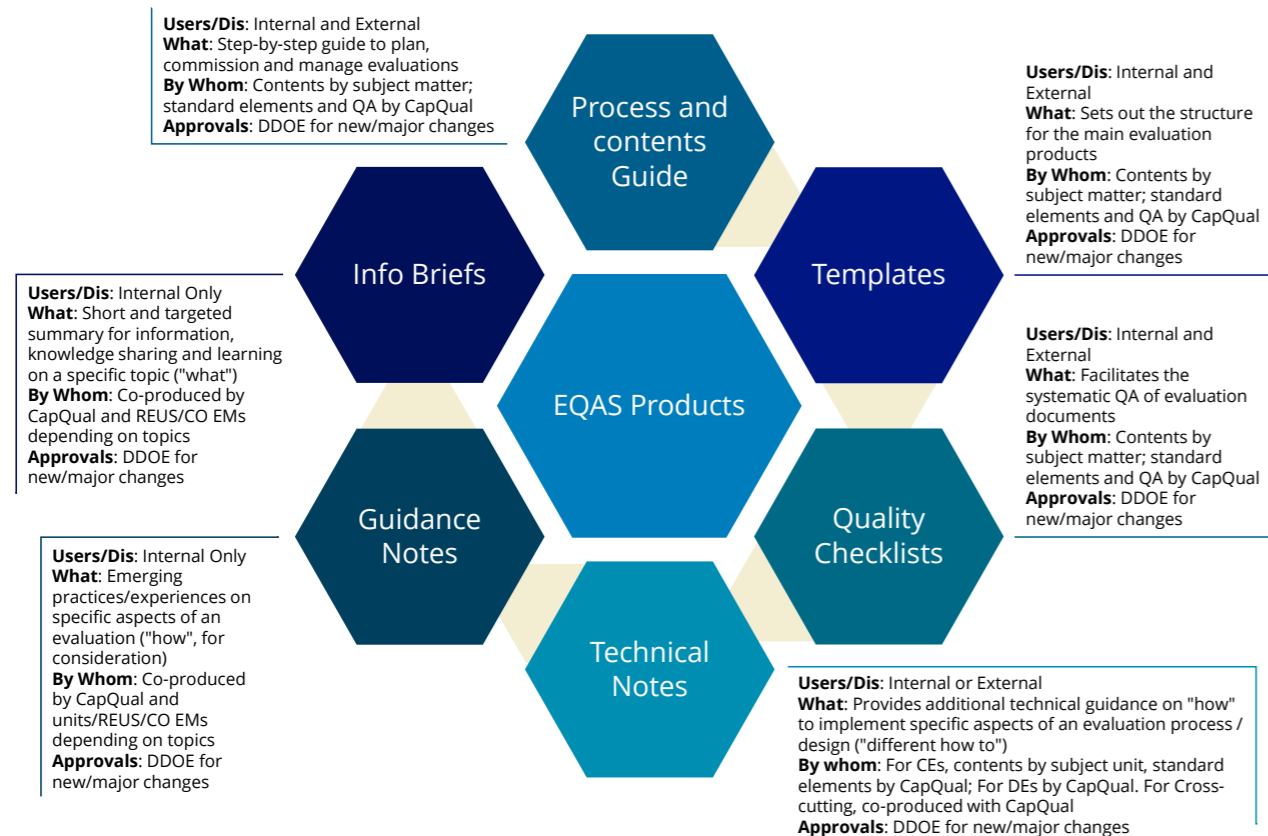 Users/Dis: Internal and External
What: Step-by-step guide to plan,
commission and manage evaluations
By Whom: Contents by subject matter;
standard elements and QA by CapQual
Approvals: DDOE for new/major changes
Process and
contents
Guide
Users/Dis: Internal and
External
What: Sets out the structure
for the main evaluation
products
By Whom: Contents by
subject matter; standard
elements and QA by CapQual
Approvals: DDOE for
new/major changes
Info Briefs
Templates
Users/Dis: Internal Only
What: Short and targeted
summary for information,
knowledge sharing and learning
on a specific topic ("what")
By Whom: Co-produced by
CapQual and REUS/CO EMs
depending on topics
Approvals: DDOE for
new/major changes
EQAS Products
Users/Dis: Internal and
External
What: Facilitates the
systematic QA of evaluation
documents
By Whom: Contents by
subject matter; standard
elements and QA by CapQual
Approvals: DDOE for
new/major changes
Guidance
Notes
Quality
Checklists
Users/Dis: Internal Only
What: Emerging
practices/experiences on
specific aspects of an
evaluation ("how", for
consideration)
By Whom: Co-produced
by CapQual and
units/REUS/CO EMs
depending on topics
Approvals: DDOE for
new/major changes
Technical
Notes
Users/Dis: Internal or External
What: Provides additional technical guidance on "how"
to implement specific aspects of an evaluation process /
design ("different how to")
By whom: For CEs, contents by subject unit, standard
elements by CapQual; For DEs by CapQual. For Cross-
cutting, co-produced with CapQual
Approvals: DDOE for new/major changes